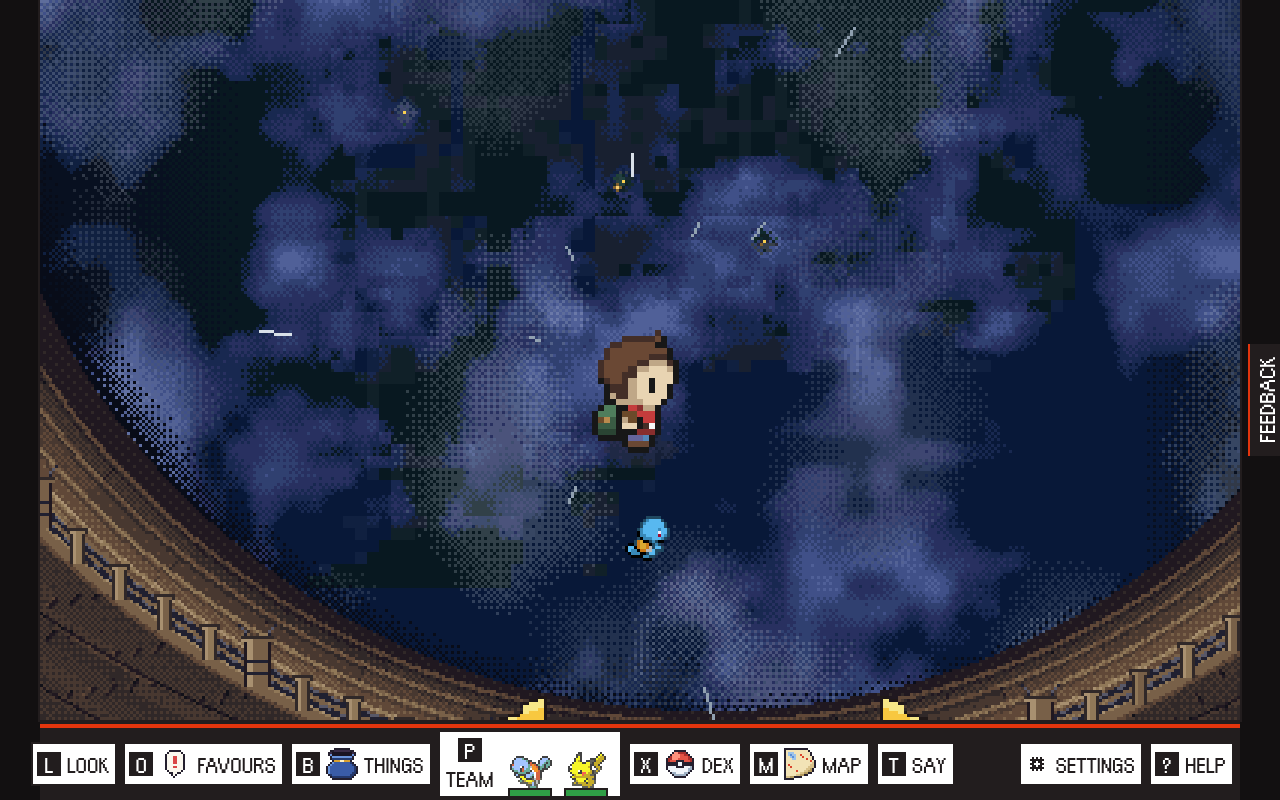 FEEDBACK
L LOOK
O FAVOURS
B THINGS
P TEAM
X DEX
M MAP
T SAY
SETTINGS
? HELP